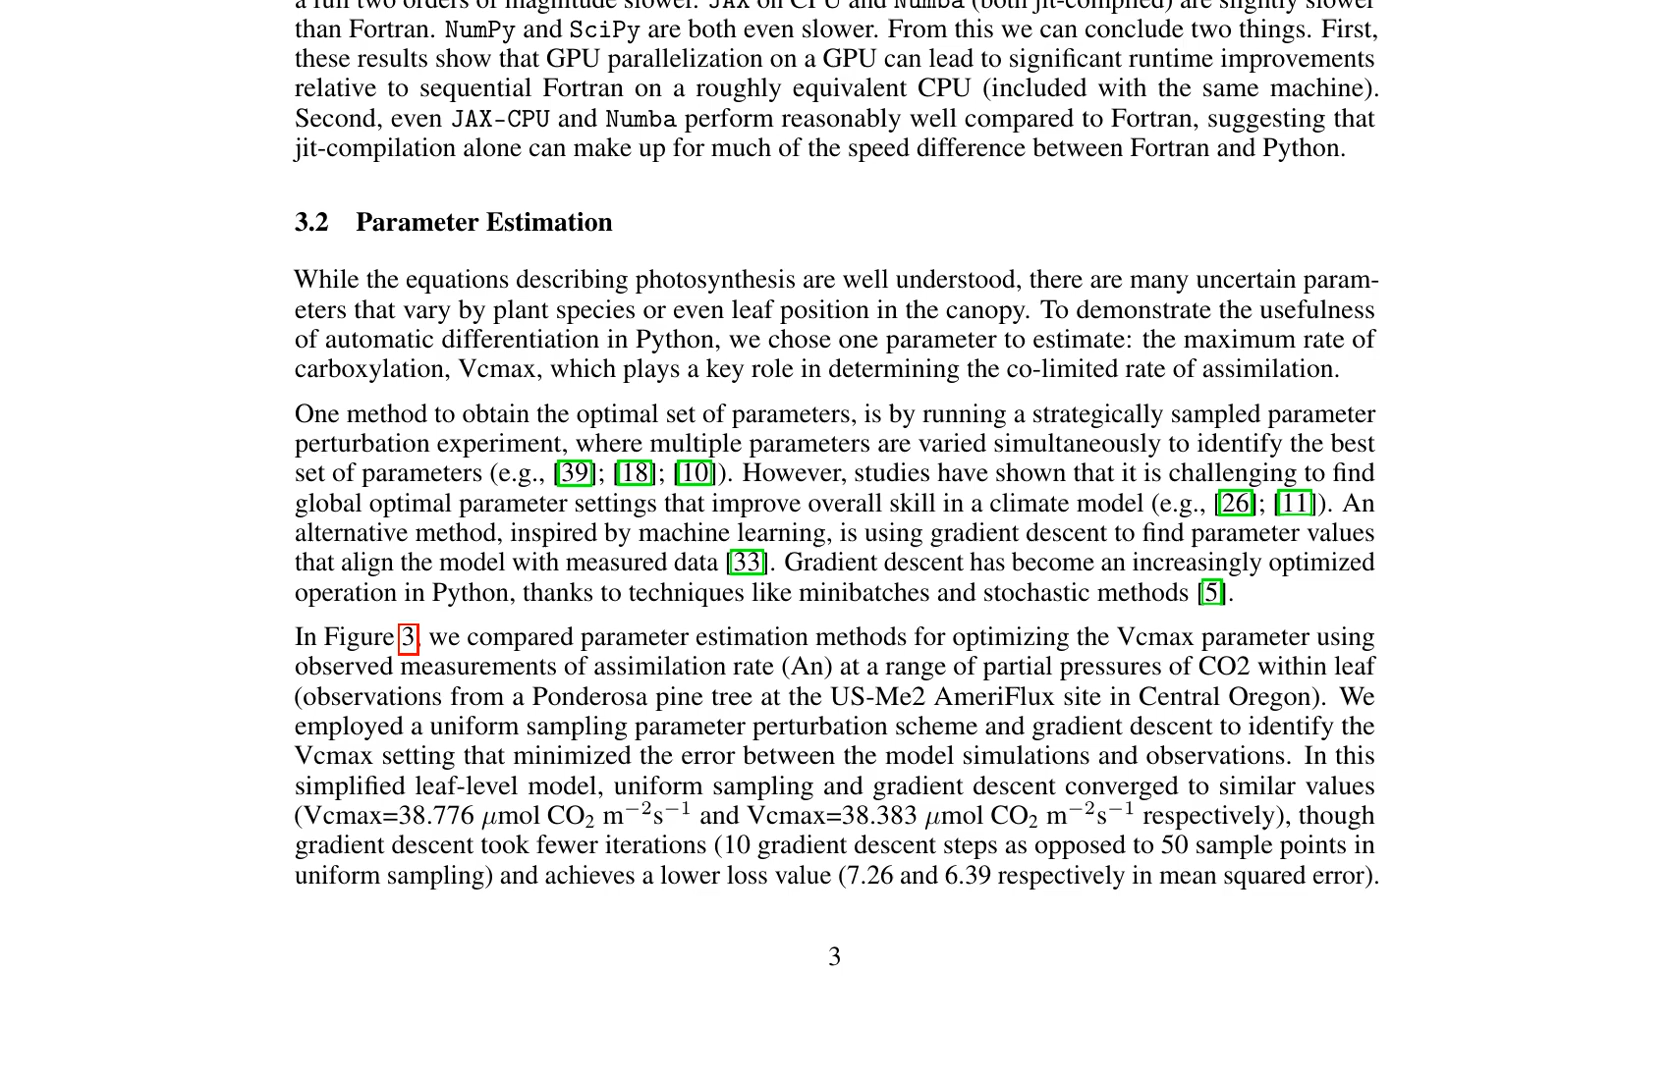 a full two orders of magnitude slower. JAX on CPU and Numba (both jit-compiled) are slightly slower
than Fortran. NumPy and SciPy are both even slower. From this we can conclude two things. First,
these results show that GPU parallelization on a GPU can lead to significant runtime improvements
relative to sequential Fortran on a roughly equivalent CPU (included with the same machine).
Second, even JAX-CPU and Numba perform reasonably well compared to Fortran, suggesting that
jit-compilation alone can make up for much of the speed difference between Fortran and Python.
3.2 Parameter Estimation
While the equations describing photosynthesis are well understood, there are many uncertain param-
eters that vary by plant species or even leaf position in the canopy. To demonstrate the usefulness
of automatic differentiation in Python, we chose one parameter to estimate: the maximum rate of
carboxylation, Vcmax, which plays a key role in determining the co-limited rate of assimilation.
One method to obtain the optimal set of parameters, is by running a strategically sampled parameter
perturbation experiment, where multiple parameters are varied simultaneously to identify the best
set of parameters (e.g., [39]; [18]; [10]). However, studies have shown that it is challenging to find
global optimal parameter settings that improve overall skill in a climate model (e.g., [26]; [11]). An
alternative method, inspired by machine learning, is using gradient descent to find parameter values
that align the model with measured data [33]. Gradient descent has become an increasingly optimized
operation in Python, thanks to techniques like minibatches and stochastic methods [5].
In Figure 3, we compared parameter estimation methods for optimizing the Vcmax parameter using
observed measurements of assimilation rate (An) at a range of partial pressures of CO2 within leaf
(observations from a Ponderosa pine tree at the US-Me2 AmeriFlux site in Central Oregon). We
employed a uniform sampling parameter perturbation scheme and gradient descent to identify the
Vcmax setting that minimized the error between the model simulations and observations. In this
simplified leaf-level model, uniform sampling and gradient descent converged to similar values
(Vcmax=38.776 μmol CO₂ m⁻²s⁻¹ and Vcmax=38.383 μmol CO₂ m⁻²s⁻¹ respectively), though
gradient descent took fewer iterations (10 gradient descent steps as opposed to 50 sample points in
uniform sampling) and achieves a lower loss value (7.26 and 6.39 respectively in mean squared error).
3